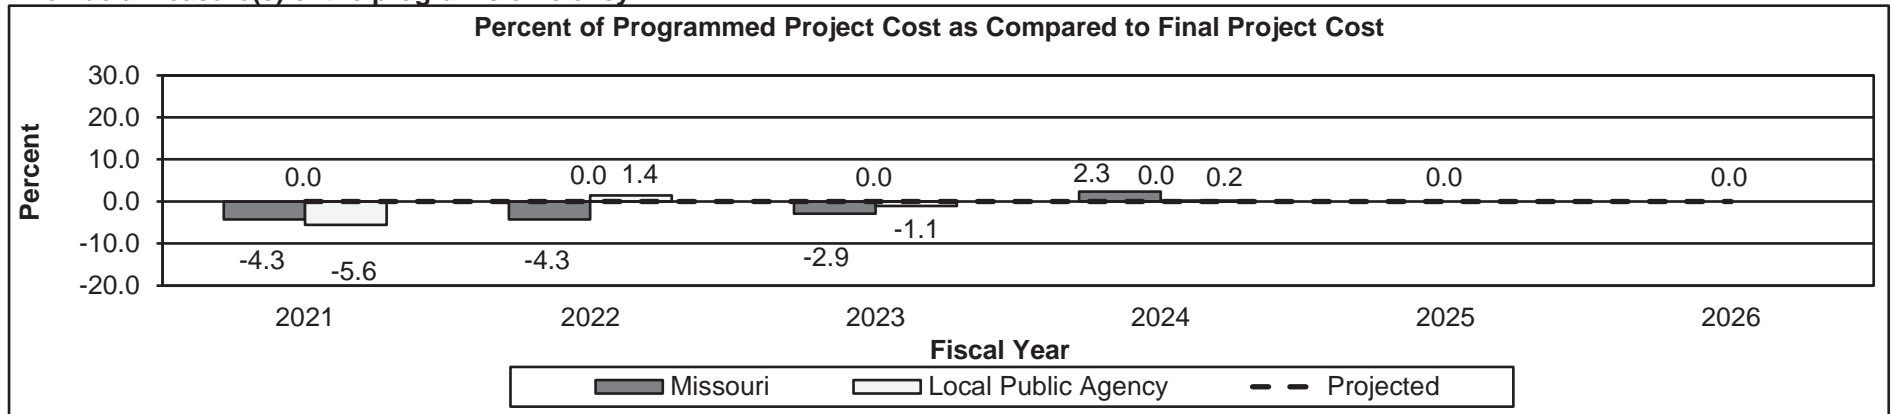 Percent of Programmed Project Cost as Compared to Final Project Cost
30.0
20.0
10.0
0.0
-10.0
-20.0
Percent
0.0
0.0 1.4
0.0
2.3 0.0 0.2
0.0
0.0
-4.3 -5.6
-4.3
-2.9 -1.1
2021 2022 2023 2024 2025 2026
Fiscal Year
Missouri Local Public Agency Projected